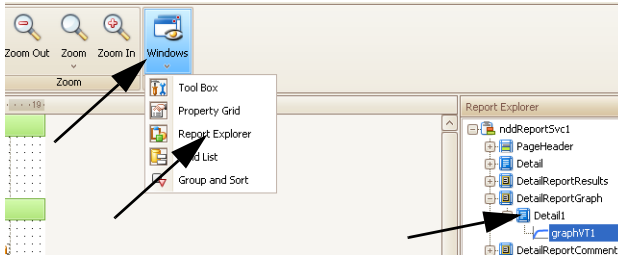 Zoom Out Zoom Zoom In Windows
Zoom
Tool Box
19
Property Grid
Report Explorer
Report Explorer
nddReportSvc1
List
PageHeader
Group and Sort
Detail
DetailReportResults
DetailReportGraph
Detail1
graphVT1
DetailReportComment